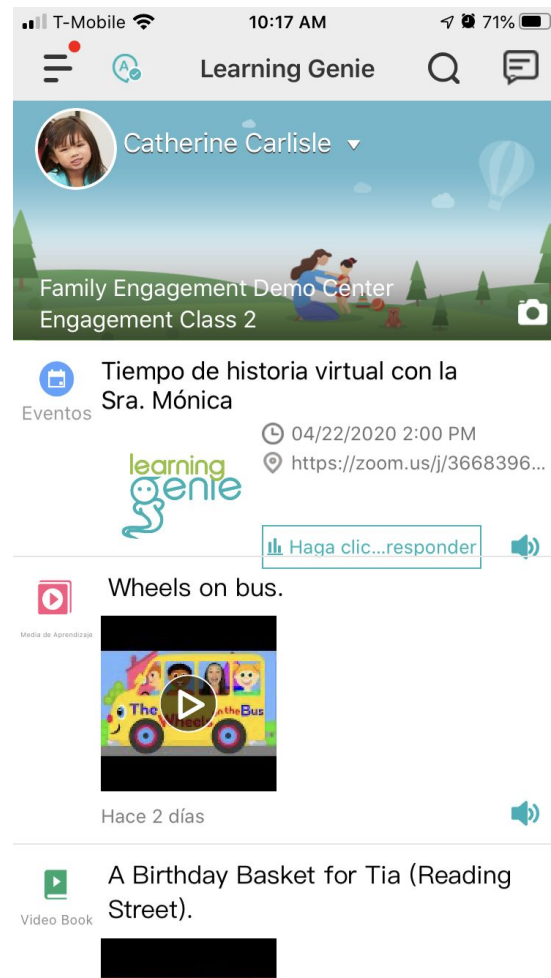 T-Mobile 10:17 AM 71%
A Learning Genie
Catherine Carlisle
Family Engagement Demo Center
Engagement Class 2
Eventos
Tiempo de historia virtual con la
Sra. Mónica
04/22/2020 2:00 PM
https://zoom.us/j/3668396...
learning
genie
Haga clic...responder
Media de Aprendizaje
Wheels on bus.
The Wheels on the Bus
Hace 2 días
Video Book
A Birthday Basket for Tia (Reading
Street).